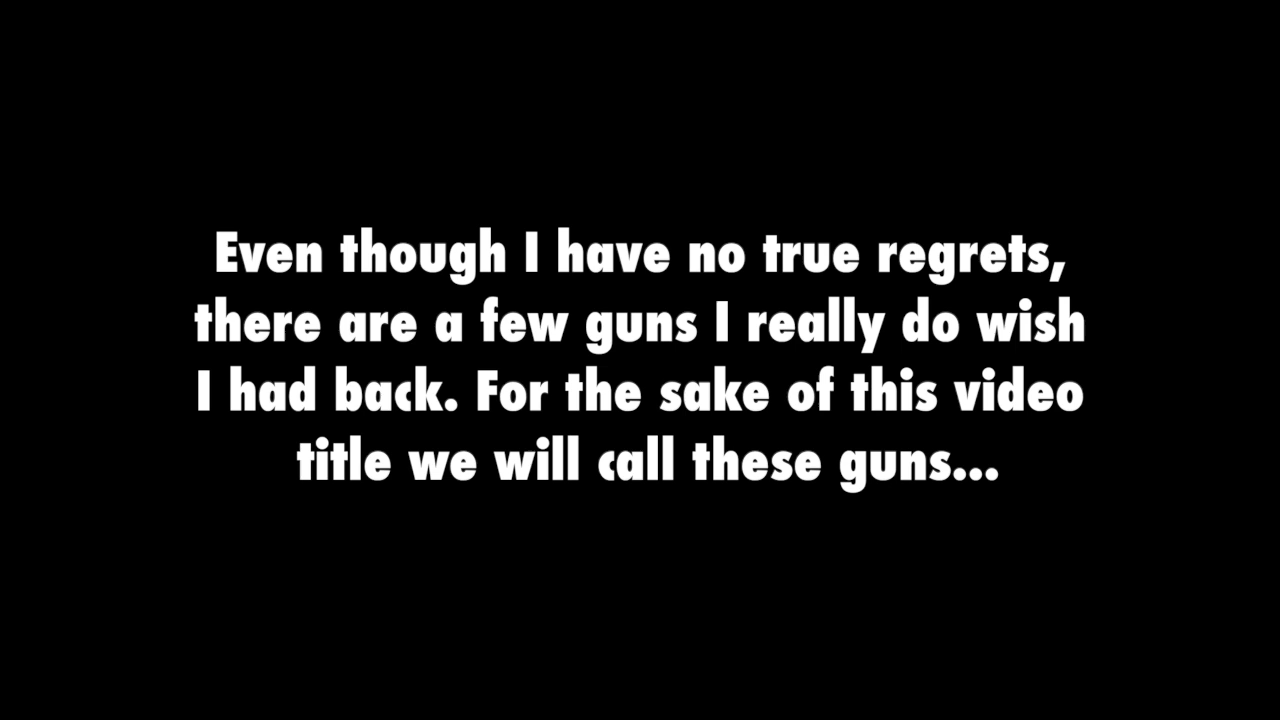 Even though I have no true regrets,
there are a few guns I really do wish
I had back. For the sake of this video
title we will call these guns...